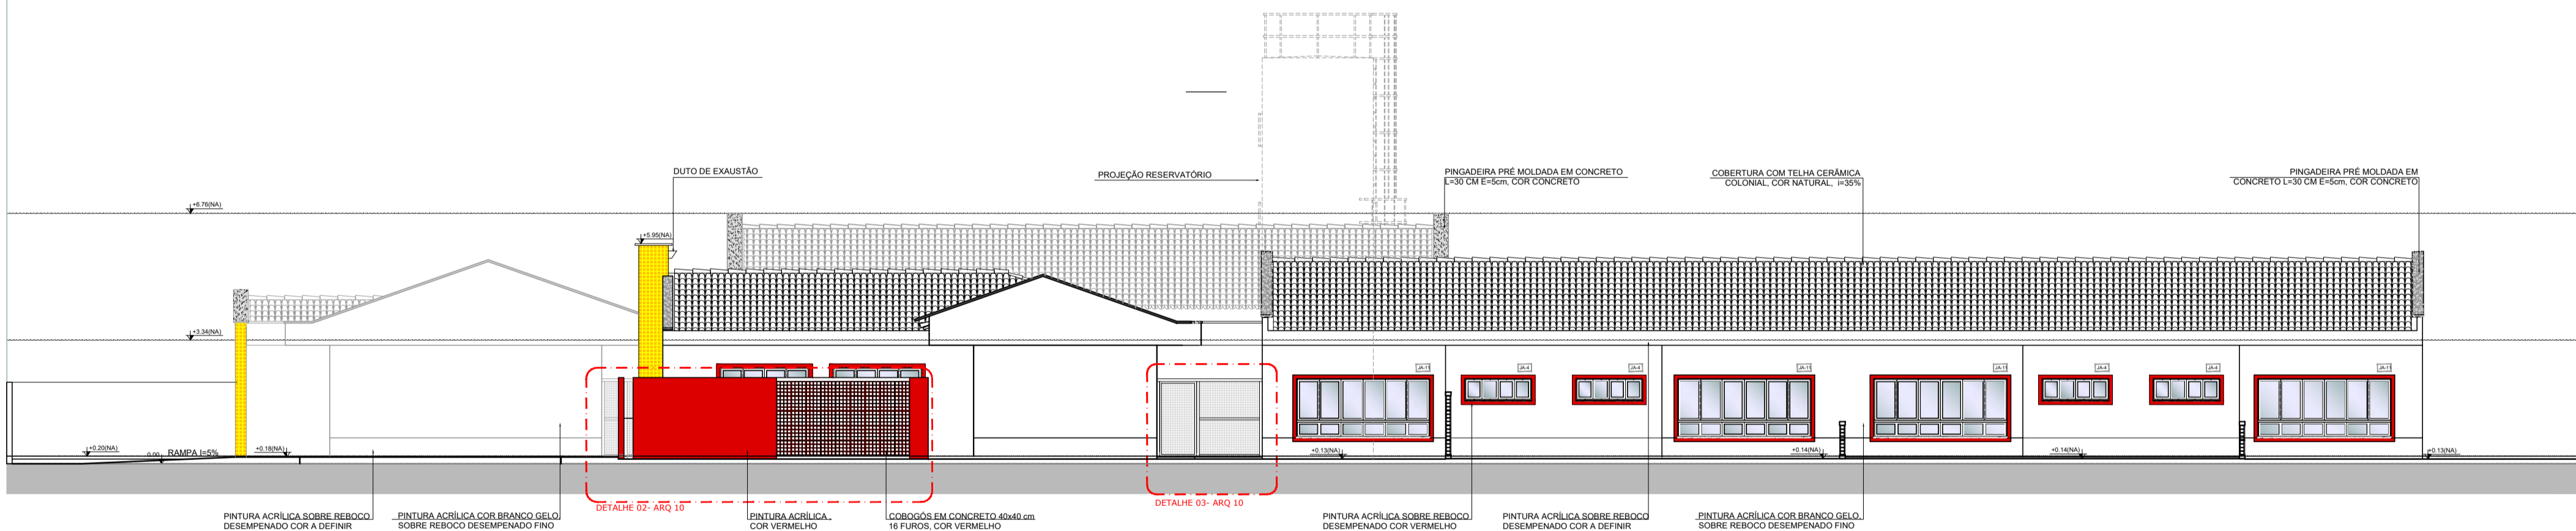 DUTO DE EXAUSTÃO
PROJEÇÃO RESERVATÓRIO
PINGADEIRA PRÉ MOLDADA EM CONCRETO
L=30 CM E=5cm, COR CONCRETO
COBERTURA COM TELHA CERÂMICA
COLONIAL, COR NATURAL, i=35%
PINGADEIRA PRÉ MOLDADA EM
CONCRETO L=30 CM E=5cm, COR CONCRETO
+6.76(NA)
+5.95(NA)
+3.34(NA)
JA-11
JA-4
JA-4
JA-11
JA-11
JA-4
JA-4
JA-11
+0.20(NA)
0.00
RAMPA I=5%
+0.18(NA)
+0.13(NA)
+0.14(NA)
+0.14(NA)
+0.13(NA)
DETALHE 02- ARQ 10
DETALHE 03- ARQ 10
PINTURA ACRÍLICA SOBRE REBOCO
DESEMPENADO COR A DEFINIR
PINTURA ACRÍLICA COR BRANCO GELO,
SOBRE REBOCO DESEMPENADO FINO
PINTURA ACRÍLICA ,
COR VERMELHO
COBOGÓS EM CONCRETO 40x40 cm
16 FUROS, COR VERMELHO
PINTURA ACRÍLICA SOBRE REBOCO
DESEMPENADO COR VERMELHO
PINTURA ACRÍLICA SOBRE REBOCO
DESEMPENADO COR A DEFINIR
PINTURA ACRÍLICA COR BRANCO GELO,
SOBRE REBOCO DESEMPENADO FINO